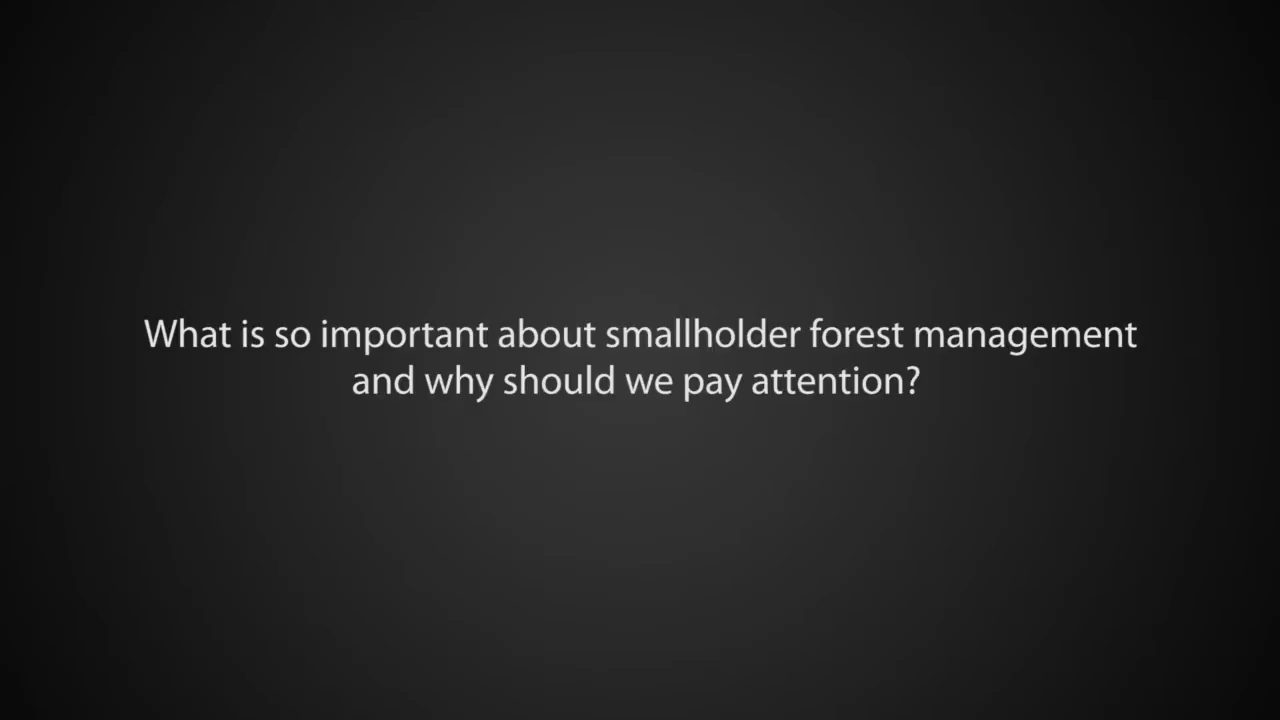 What is so important about smallholder forest management
and why should we pay attention?